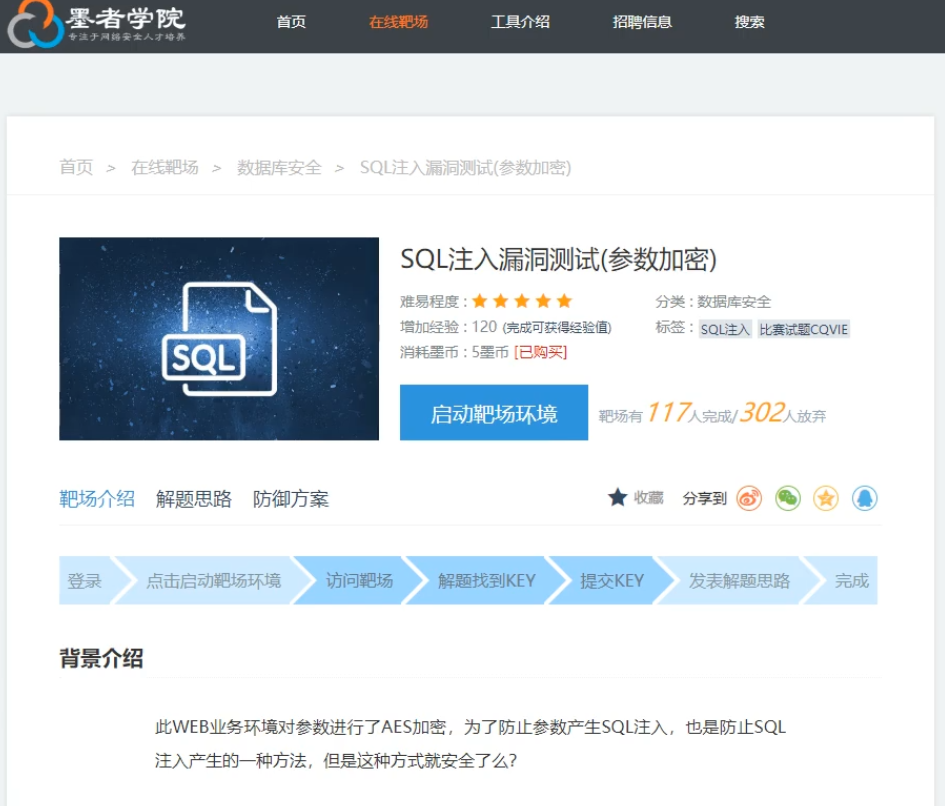 墨者学院
专注于网络安全人才培养
首页 在线靶场 工具介绍 招聘信息 搜索
首页 > 在线靶场 > 数据库安全 > SQL注入漏洞测试(参数加密)
SQL
SQL注入漏洞测试(参数加密)
难易程度： 分类：数据库安全
增加经验：120 (完成可获得经验值) 标签：SQL注入 比赛试题CQVIE
消耗墨币：5墨币 [已购买]
启动靶场环境 靶场有 117人完成/302人放弃
靶场介绍 解题思路 防御方案 收藏 分享到
登录 点击启动靶场环境 访问靶场 解题找到KEY 提交KEY 发表解题思路 完成
背景介绍
此WEB业务环境对参数进行了AES加密，为了防止参数产生SQL注入，也是防止SQL
注入产生的一种方法，但是这种方式就安全了么？